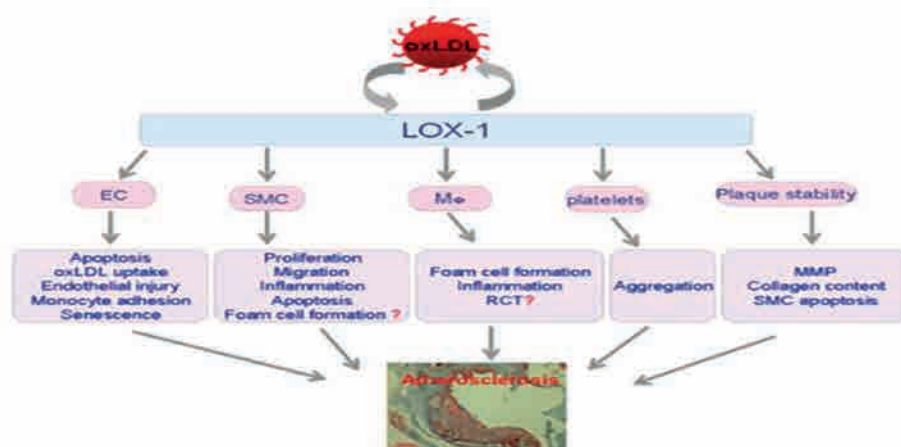 oxLDL
LOX-1
EC
SMC
MΦ
platelets
Plaque stability
Apoptosis
oxLDL uptake
Endothelial injury
Monocyte adhesion
Senescence
Proliferation
Migration
Inflammation
Apoptosis
Foam cell formation ?
Foam cell formation
Inflammation
RCT?
Aggregation
MMP
Collagen content
SMC apoptosis
Atherosclerosis